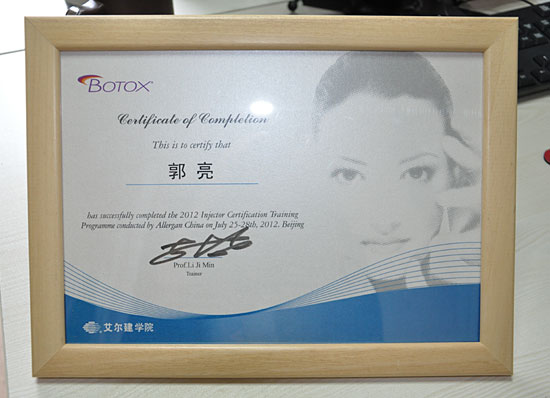 BOTOX®
Certificate of Completion
This is to certify that
郭亮
has successfully completed the 2012 Injector Certification Training
Programme conducted by Allergan China on July 25-28th, 2012. Beijing
Prof. Li Ji Min
Trainer
艾尔建学院